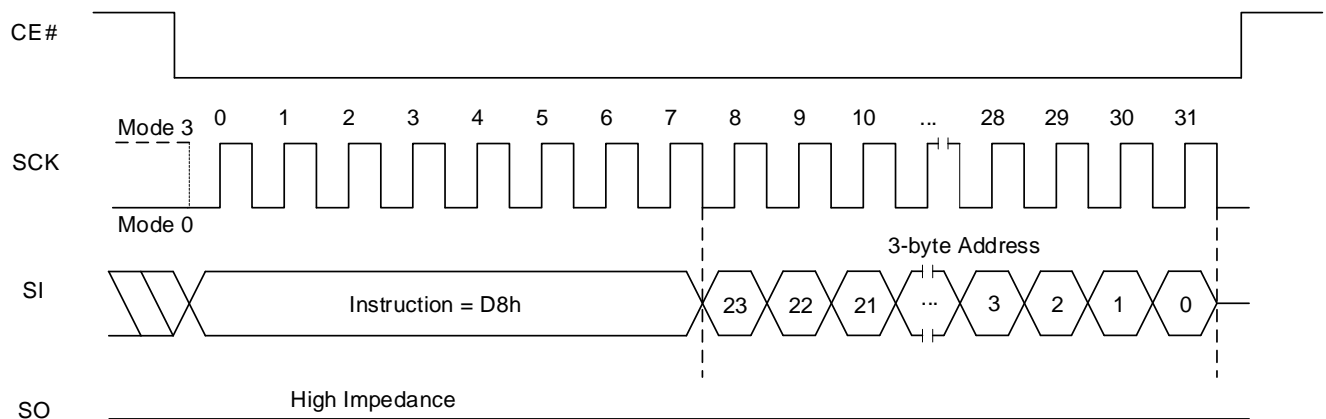 CE#
Mode 3
0 1 2 3 4 5 6 7 8 9 10 ... 28 29 30 31
SCK
Mode 0
3-byte Address
SI
Instruction = D8h
23 22 21 ... 3 2 1 0
High Impedance
SO